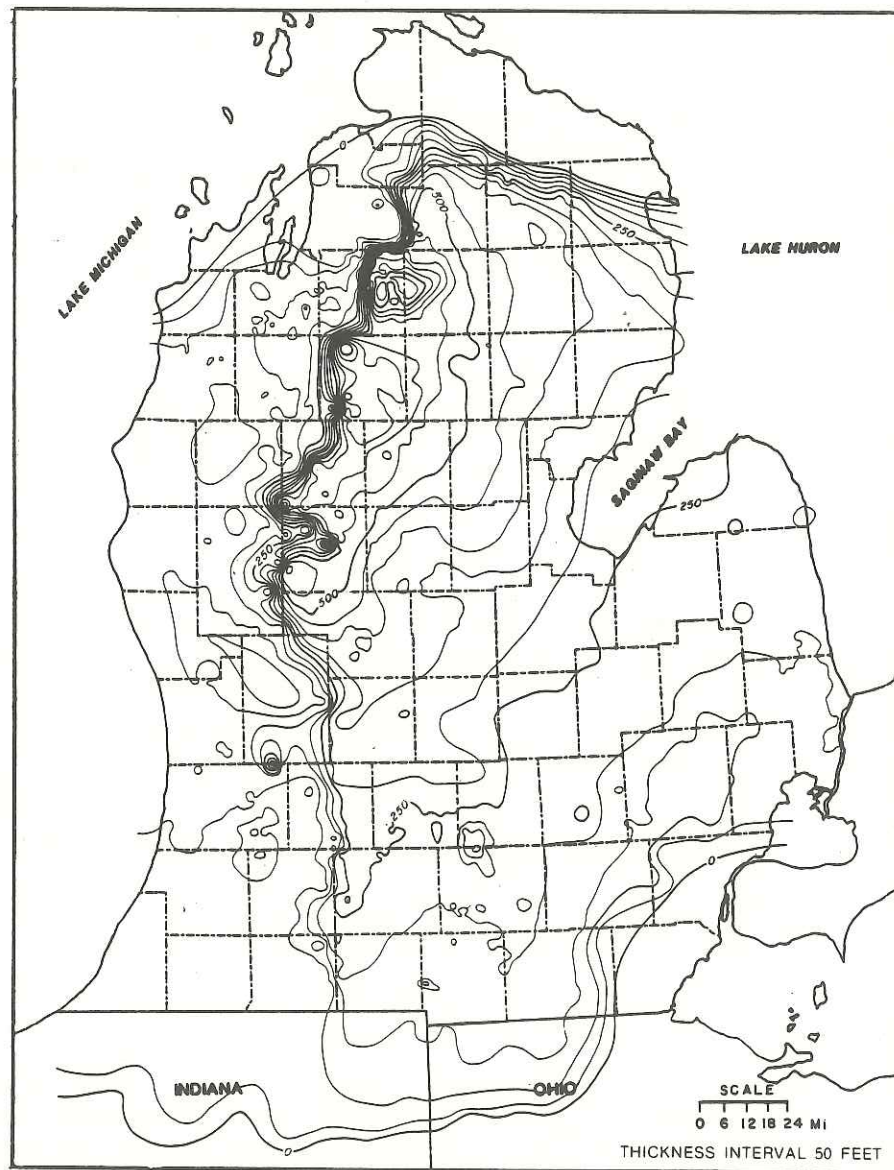 0
500
250
LAKE MICHIGAN
LAKE HURON
SAGINAW BAY
250
250
500
250
0
INDIANA
OHIO
0
SCALE
0 6 12 18 24 Mi
THICKNESS INTERVAL 50 FEET